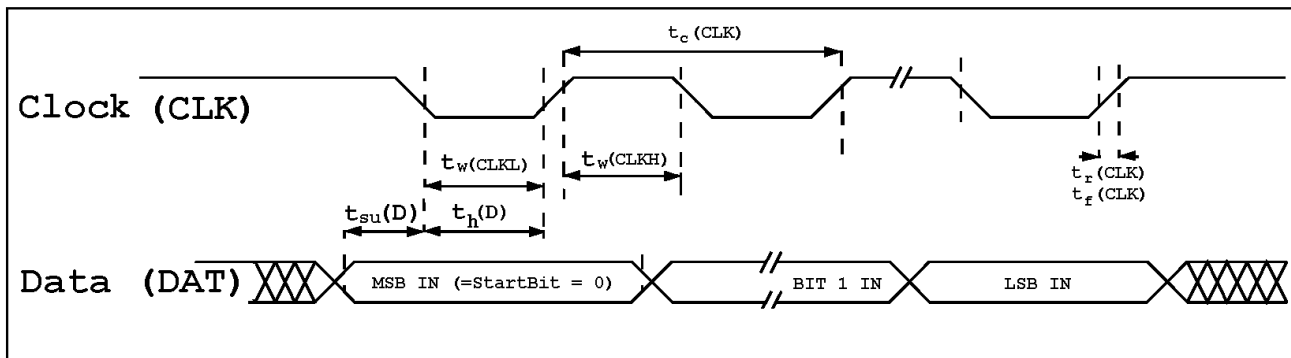 tc(CLK)
Clock (CLK)
tw(CLKL)
tw(CLKH)
tr(CLK)
tf(CLK)
tsu(D)
th(D)
Data (DAT)
MSB IN (=StartBit = 0)
BIT 1 IN
LSB IN